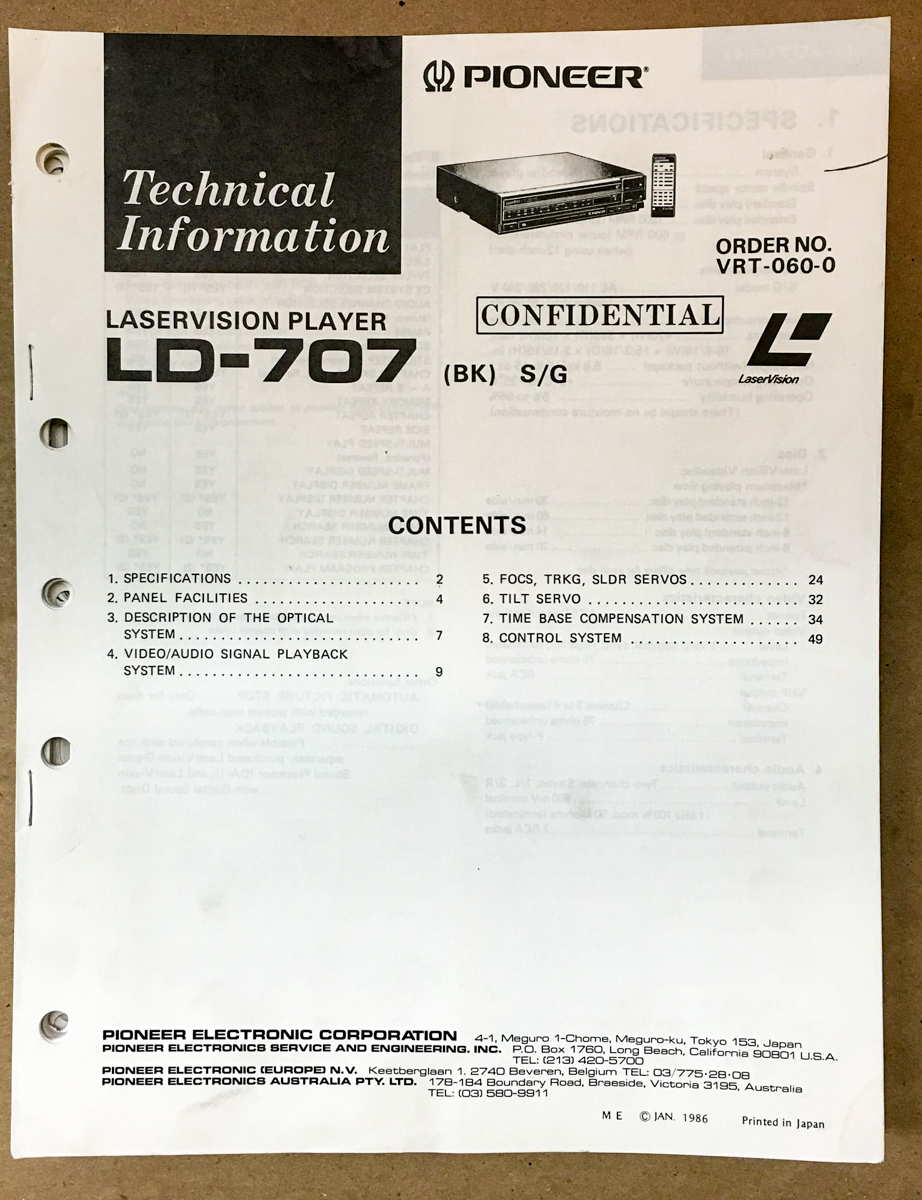 PIONEER®
Technical
Information
ORDER NO.
VRT-060-0
CONFIDENTIAL
LASERVISION PLAYER
LD-707 (BK) S/G
LaserVision
CONTENTS
1. SPECIFICATIONS ...................... 2
2. PANEL FACILITIES .................... 4
3. DESCRIPTION OF THE OPTICAL
SYSTEM ............................. 7
4. VIDEO/AUDIO SIGNAL PLAYBACK
SYSTEM ............................. 9
5. FOCS, TRKG, SLDR SERVOS ............. 24
6. TILT SERVO .......................... 32
7. TIME BASE COMPENSATION SYSTEM ...... 34
8. CONTROL SYSTEM ..................... 49
PIONEER ELECTRONIC CORPORATION 4-1, Meguro 1-Chome, Meguro-ku, Tokyo 153, Japan
PIONEER ELECTRONICS SERVICE AND ENGINEERING. INC. P.O. Box 1760, Long Beach, California 90801 U.S.A.
TEL: (213) 420-5700
PIONEER ELECTRONIC (EUROPE) N.V. Keetberglaan 1. 2740 Beveren, Belgium TEL: 03/775·28·08
PIONEER ELECTRONICS AUSTRALIA PTY. LTD. 178-184 Boundary Road, Braeside, Victoria 3195, Australia
TEL: (03) 580-9911
M E © JAN. 1986 Printed in Japan